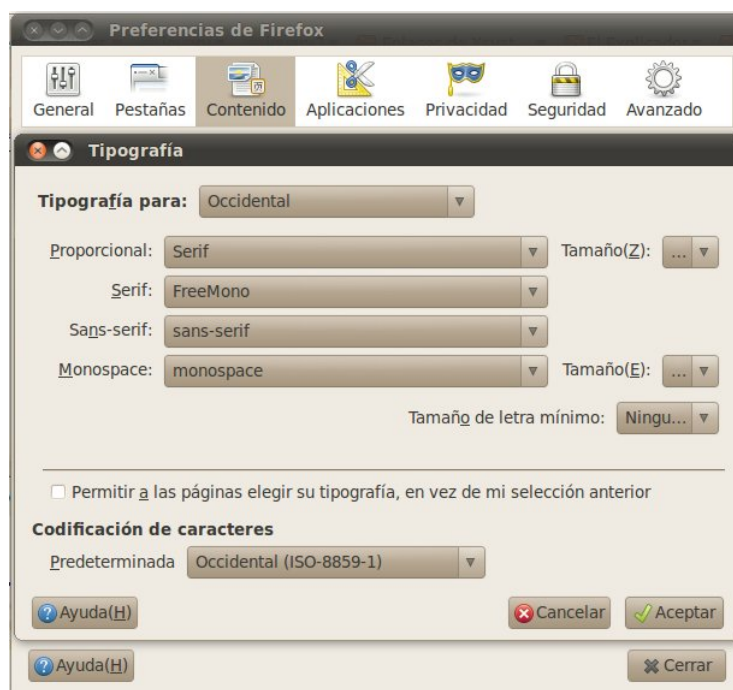 Preferencias de Firefox
General Pestañas Contenido Aplicaciones Privacidad Seguridad Avanzado
Tipografía
Tipografía para: Occidental
Proporcional: Serif Tamaño(Z): ...
Serif: FreeMono
Sans-serif: sans-serif
Monospace: monospace Tamaño(E): ...
Tamaño de letra mínimo: Ningu...
Permitir a las páginas elegir su tipografía, en vez de mi selección anterior
Codificación de caracteres
Predeterminada Occidental (ISO-8859-1)
Ayuda(H) Cancelar Aceptar
Ayuda(H) Cerrar